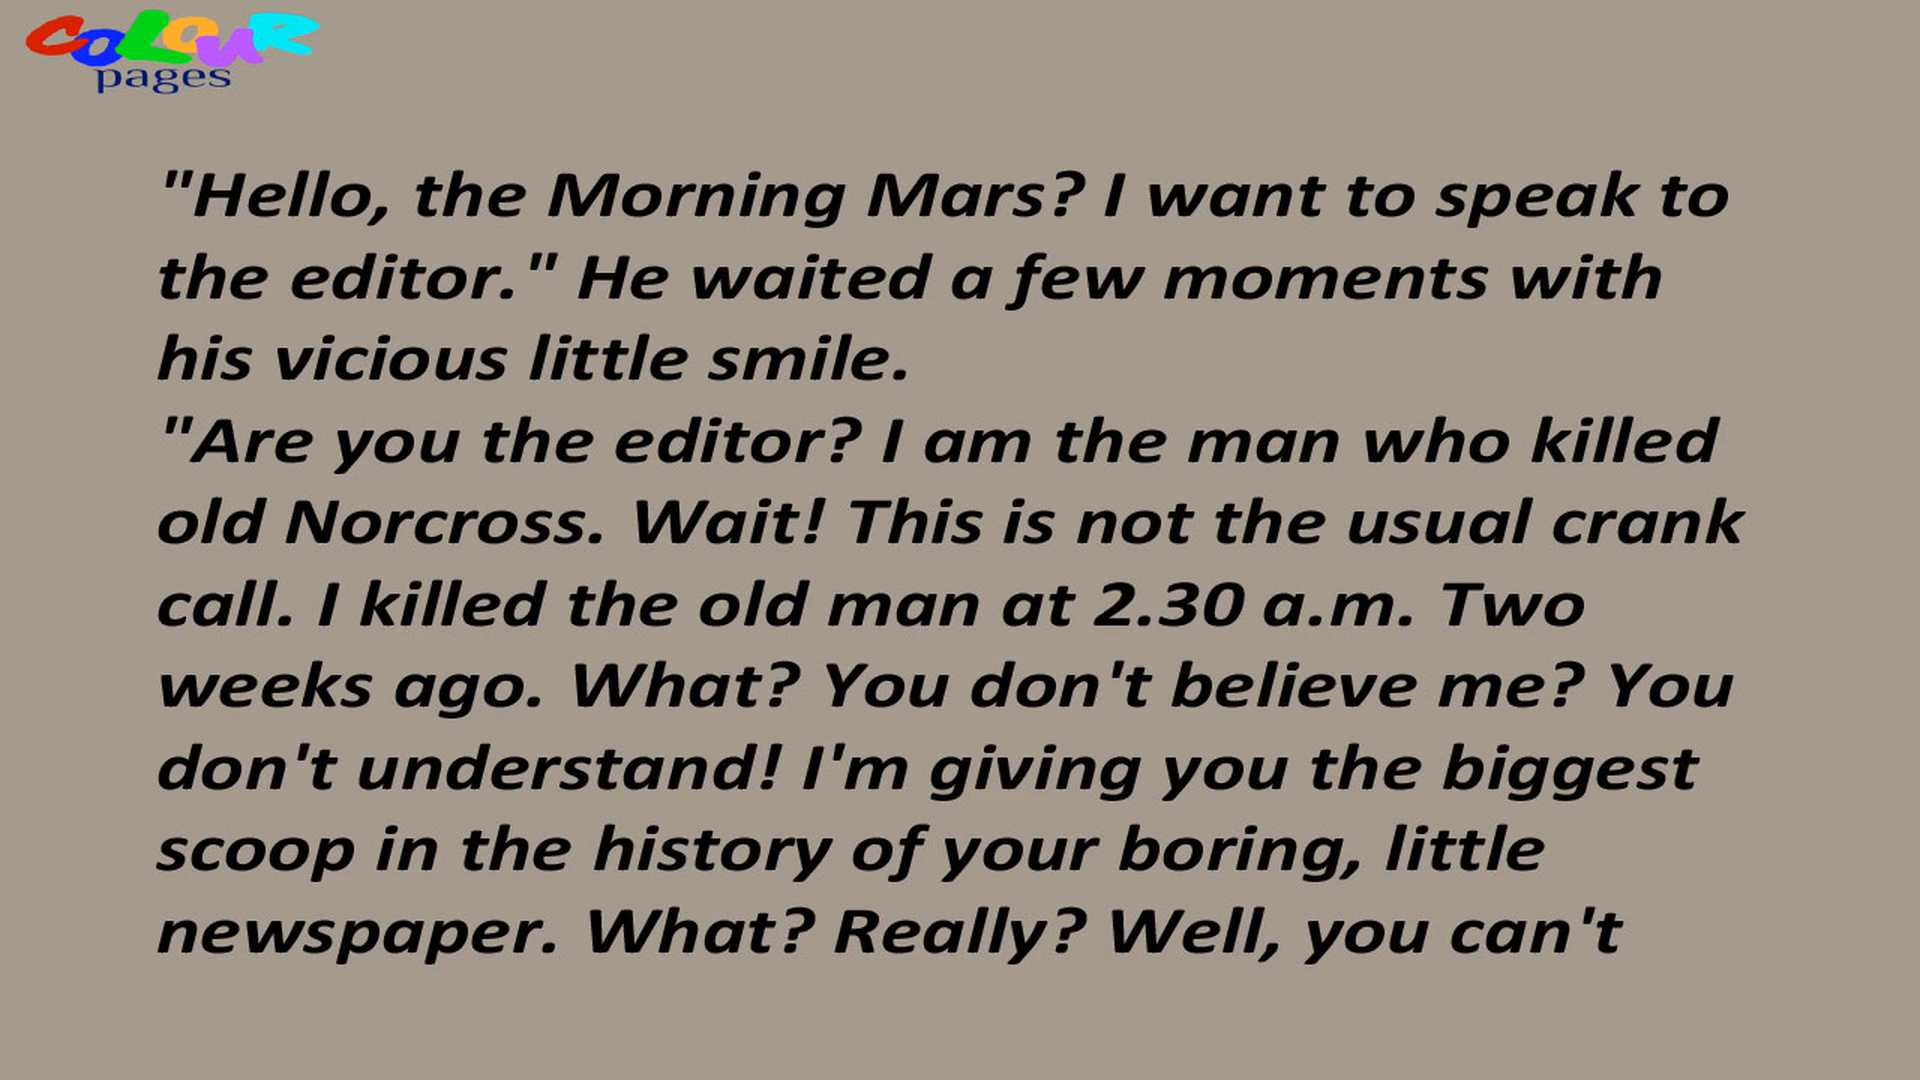 COLOUR
pages
"Hello, the Morning Mars? I want to speak to
the editor." He waited a few moments with
his vicious little smile.
"Are you the editor? I am the man who killed
old Norcross. Wait! This is not the usual crank
call. I killed the old man at 2.30 a.m. Two
weeks ago. What? You don't believe me? You
don't understand! I'm giving you the biggest
scoop in the history of your boring, little
newspaper. What? Really? Well, you can't